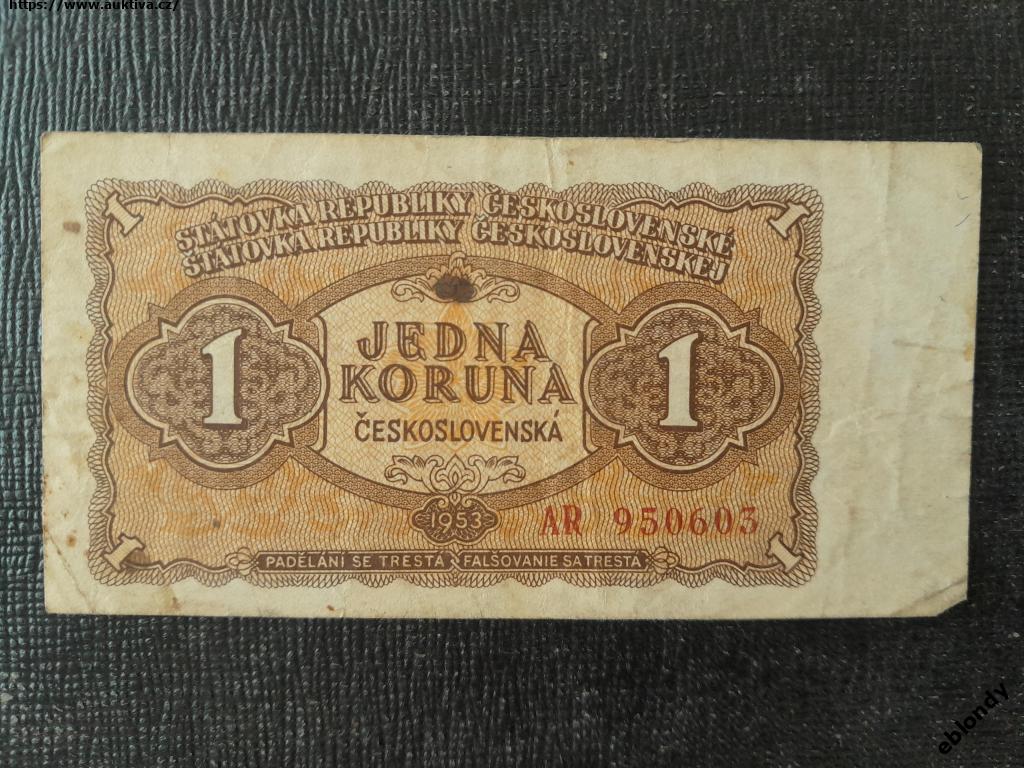 https://www.auktiva.cz/
1 1
STÁTOVKA REPUBLIKY ČESKOSLOVENSKÉ
ŠTÁTOVKA REPUBLIKY ČESKOSLOVENSKEJ
1 JEDNA 1
KORUNA
ČESKOSLOVENSKÁ
1953 AR 950603
1 PADĚLÁNÍ SE TRESTÁ FALŠOVANIE SA TRESTÁ 1
eblondy